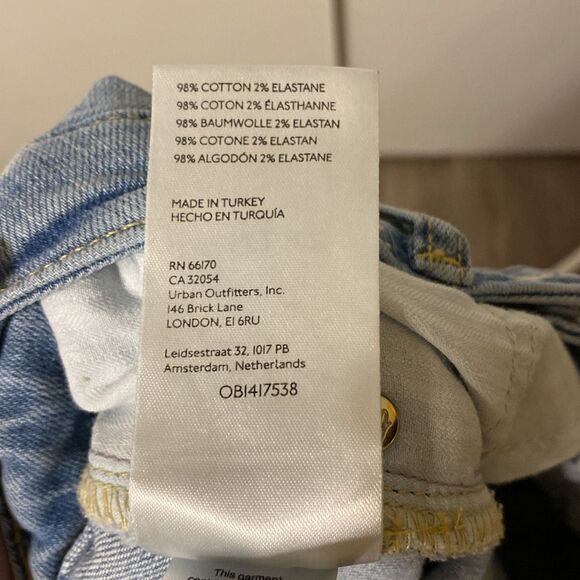 98% COTTON 2% ELASTANE
98% COTON 2% ÉLASTHANNE
98% BAUMWOLLE 2% ELASTAN
98% COTONE 2% ELASTAN
98% ALGODÓN 2% ELASTANE
MADE IN TURKEY
HECHO EN TURQUÍA
RN 66170
CA 32054
Urban Outfitters, Inc.
146 Brick Lane
LONDON, E1 6RU
Leidsestraat 32, 1017 PB
Amsterdam, Netherlands
OB1417538
This garment